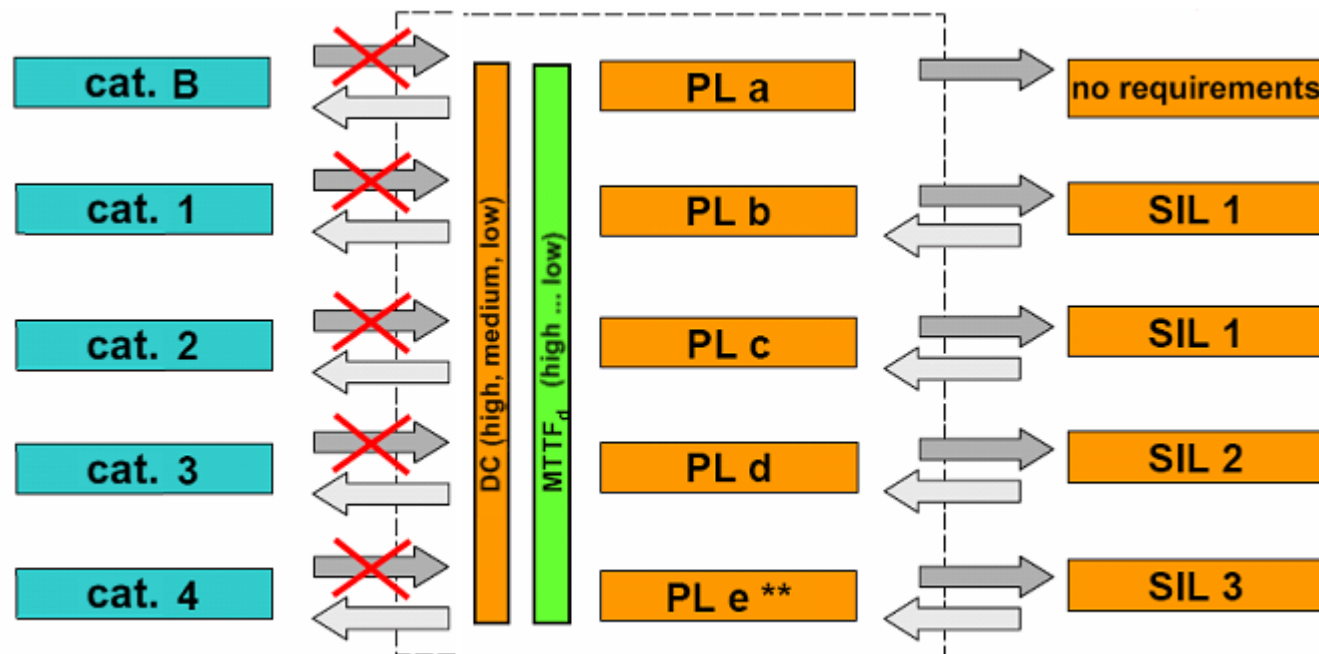 cat. B
PL a
no requirements
cat. 1
PL b
SIL 1
cat. 2
PL c
SIL 1
cat. 3
PL d
SIL 2
cat. 4
PL e **
SIL 3
DC (high, medium, low)
MTTFd (high ... low)